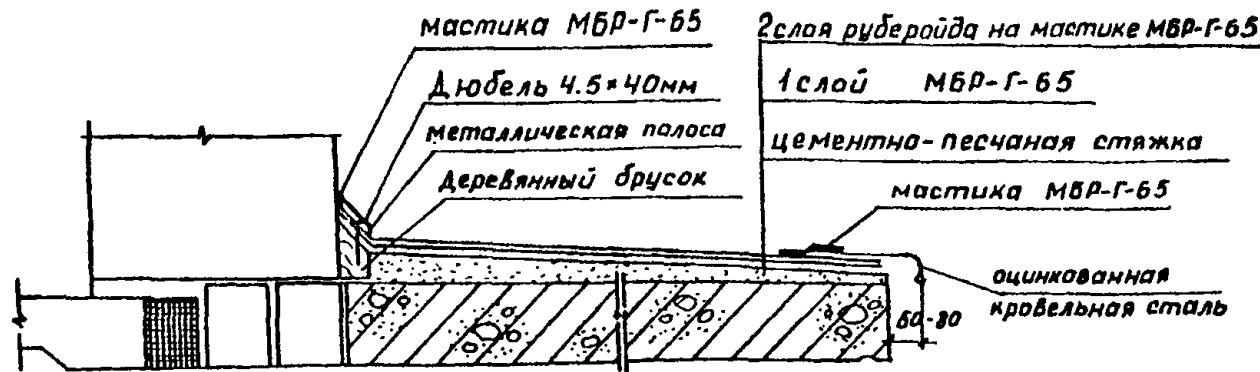 мастика МБР-Г-65
Дюбель 4.5×40мм
металлическая полоса
деревянный брусок
2слоя рубероида на мастике МБР-Г-65
1слой МБР-Г-65
цементно-песчаная стяжка
мастика МБР-Г-65
оцинкованная
кровельная сталь
60-80